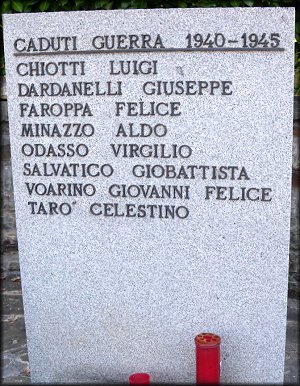 CADUTI GUERRA 1940-1945
CHIOTTI LUIGI
DARDANELLI GIUSEPPE
FAROPPA FELICE
MINAZZO ALDO
ODASSO VIRGILIO
SALVATICO GIOBATTISTA
VOARINO GIOVANNI FELICE
TARO' CELESTINO